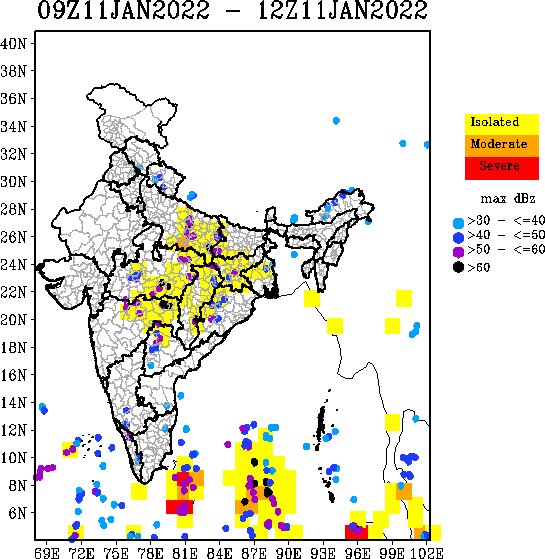 09Z11JAN2022 - 12Z11JAN2022
40N
38N
36N
34N
32N
30N
28N
26N
24N
22N
20N
18N
16N
14N
12N
10N
8N
6N
69E 72E 75E 78E 81E 84E 87E 90E 93E 96E 99E 102E
Isolated
Moderate
Severe
max dBz
>30 - <=40
>40 - <=50
>50 - <=60
>60